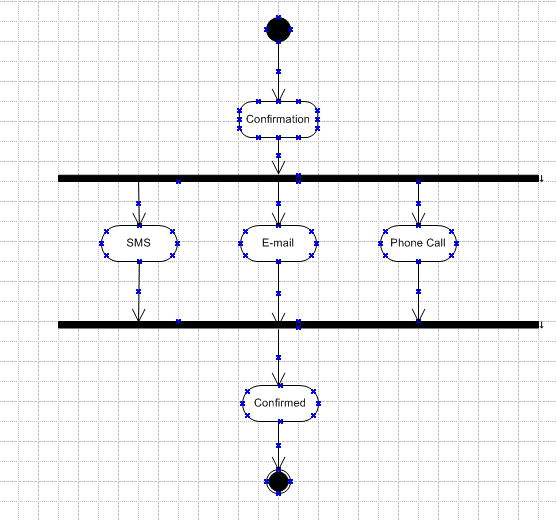 Confirmation
SMS
E-mail
Phone Call
Confirmed